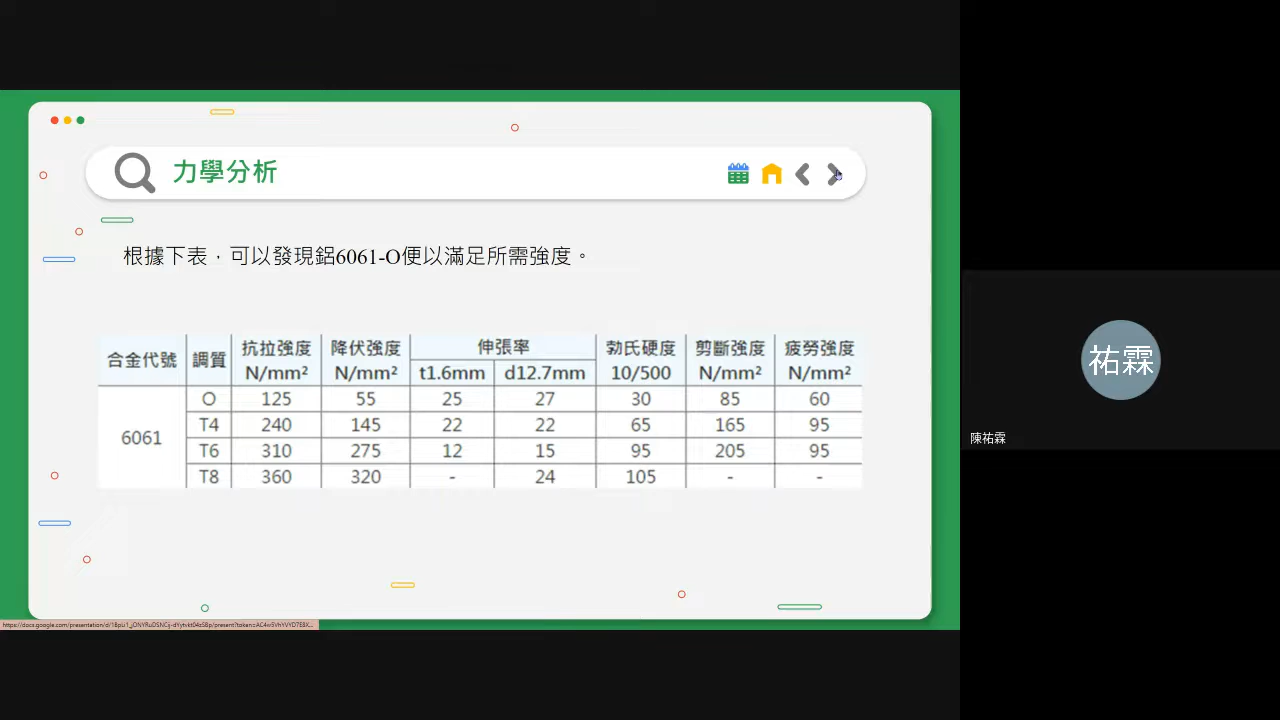 力學分析
根據下表，可以發現鋁6061-O便以滿足所需強度。
合金代號 調質 抗拉強度 N/mm² 降伏強度 N/mm² 伸張率 t1.6mm d12.7mm 勃氏硬度 10/500 剪斷強度 N/mm² 疲勞強度 N/mm²
6061 O 125 55 25 27 30 85 60
T4 240 145 22 22 65 165 95
T6 310 275 12 15 95 205 95
T8 360 320 - 24 105 - -
祐霖
陳祐霖